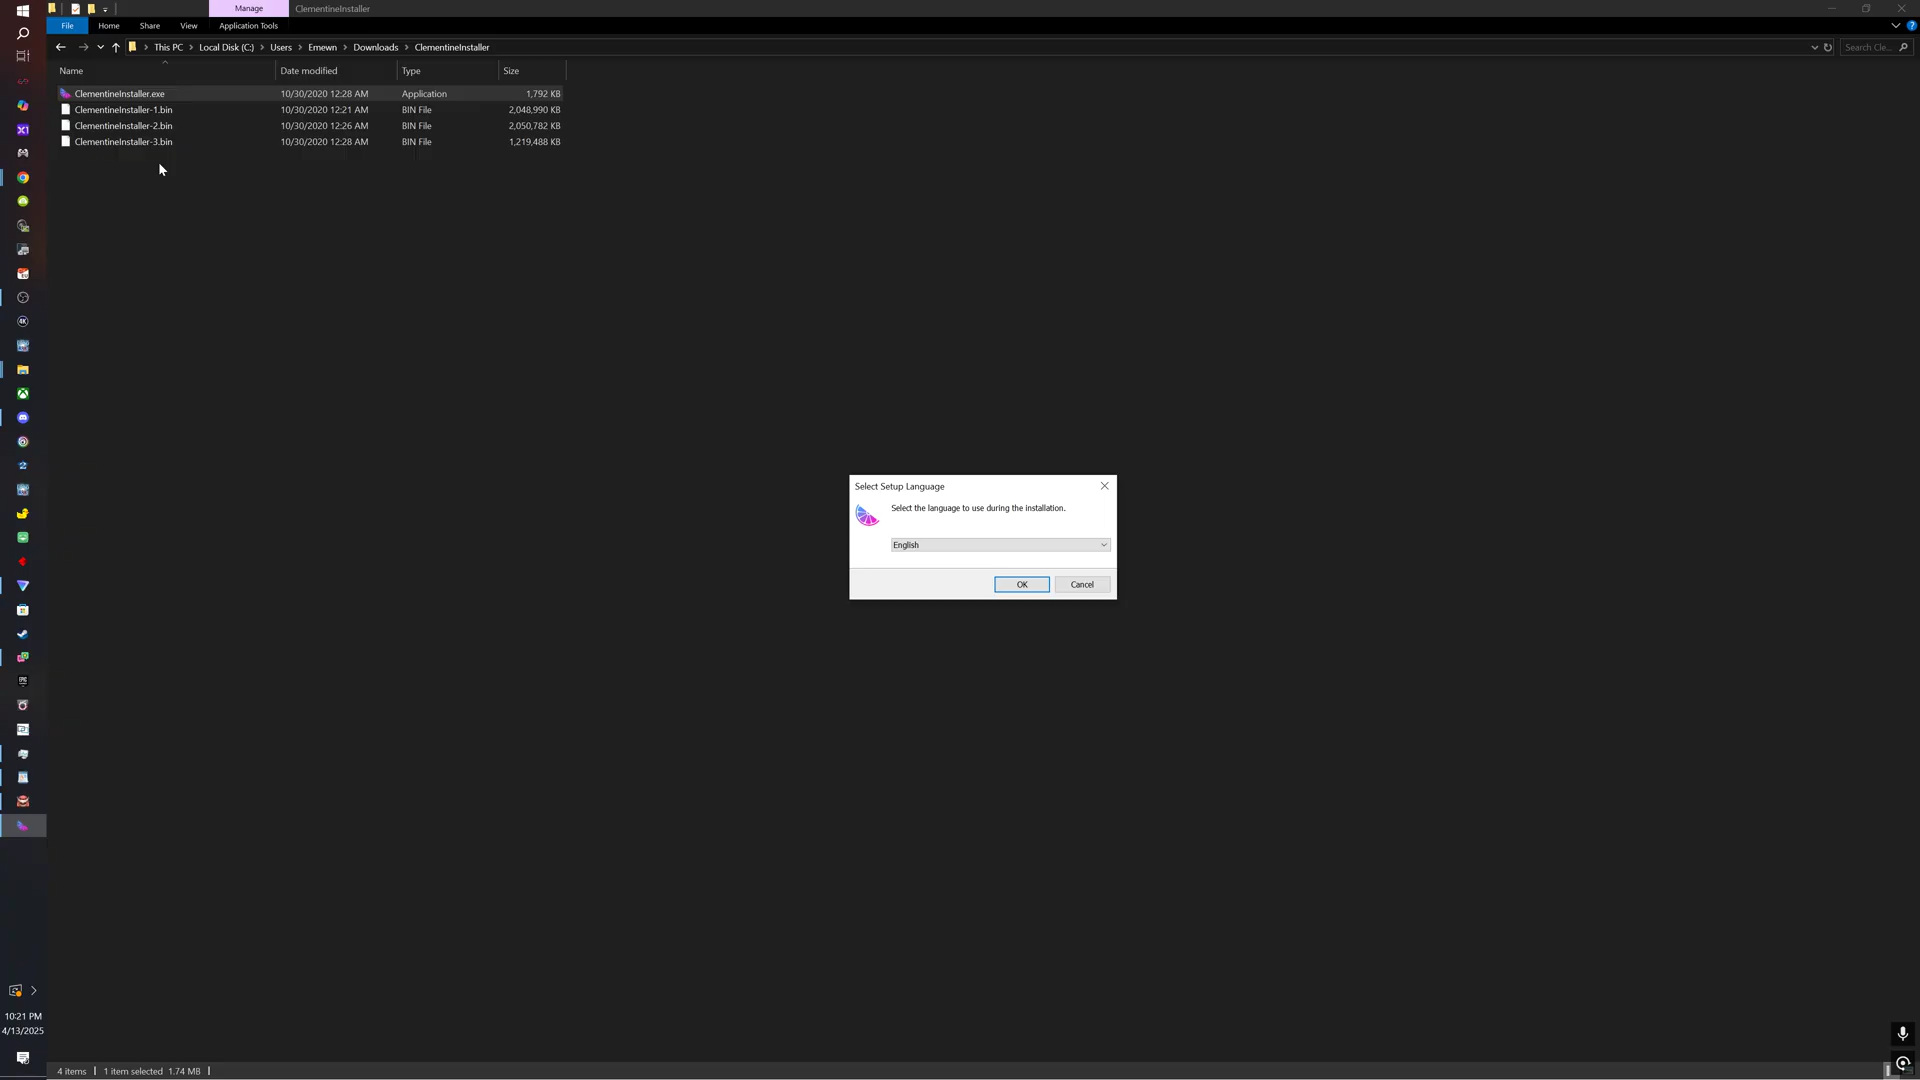 Manage
ClementineInstaller
File
Home
Share
View
Application Tools
This PC
Local Disk (C:)
Users
Emewn
Downloads
ClementineInstaller
Search Cle...
Name
Date modified
Type
Size
ClementineInstaller.exe
10/30/2020 12:28 AM
Application
1,792 KB
ClementineInstaller-1.bin
10/30/2020 12:21 AM
BIN File
2,048,990 KB
ClementineInstaller-2.bin
10/30/2020 12:26 AM
BIN File
2,050,782 KB
ClementineInstaller-3.bin
10/30/2020 12:28 AM
BIN File
1,219,488 KB
Select Setup Language
Select the language to use during the installation.
English
OK
Cancel
X1
4K
EPIC
10:21 PM
4/13/2025
4 items
1 item selected 1.74 MB